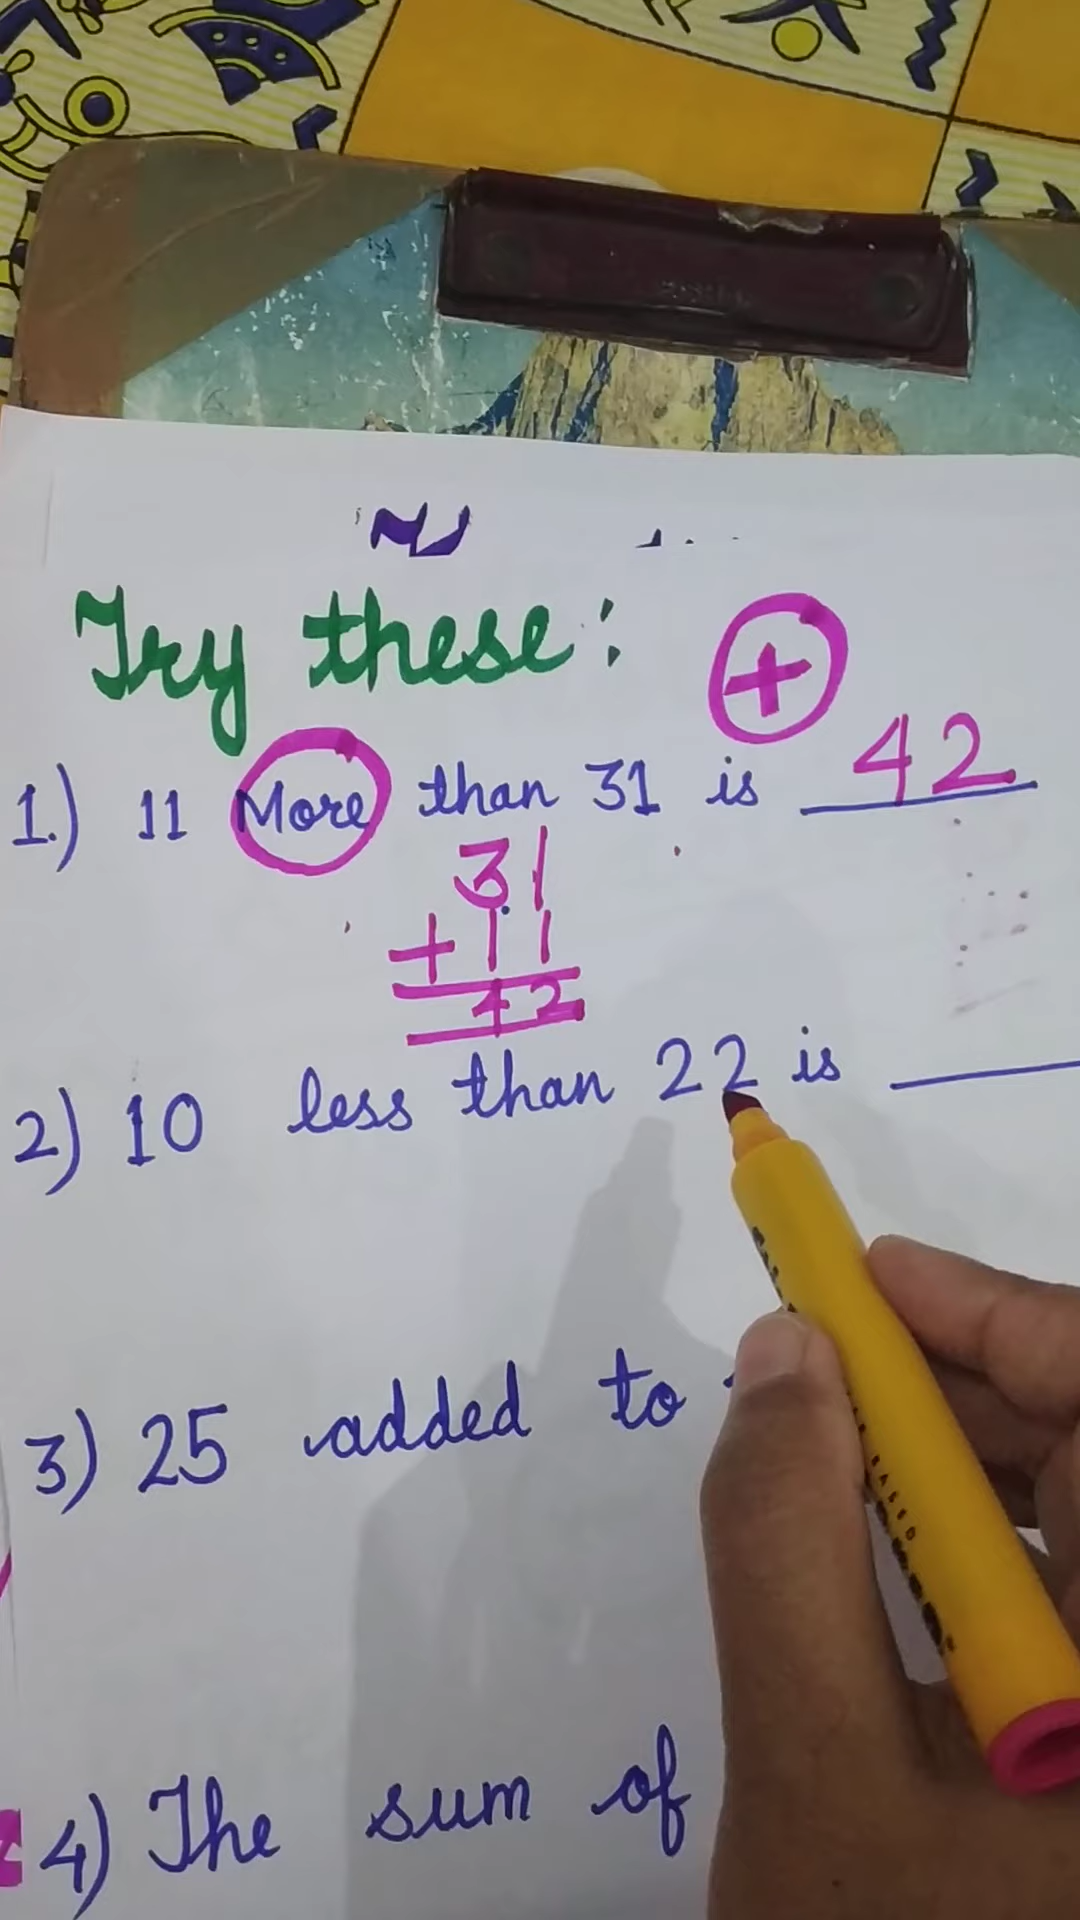 Try these: +
1.) 11 More than 31 is 42
31
+11
42
2) 10 less than 22 is
3) 25 added to
4) The sum of
BASED